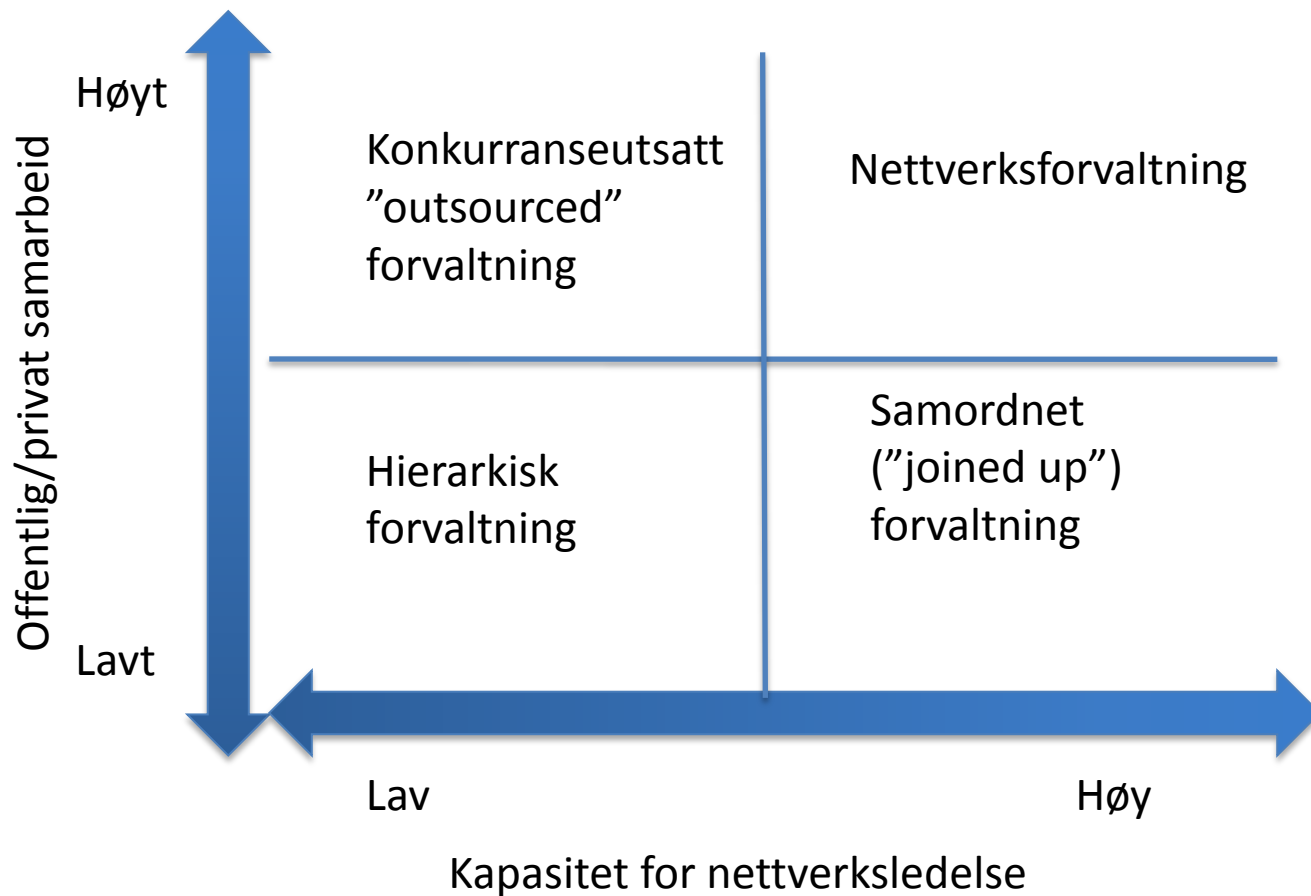 Offentlig/privat samarbeid
Høyt
Konkurranseutsatt
”outsourced”
forvaltning
Nettverksforvaltning
Hierarkisk
forvaltning
Samordnet
(”joined up”)
forvaltning
Lavt
Lav
Høy
Kapasitet for nettverksledelse